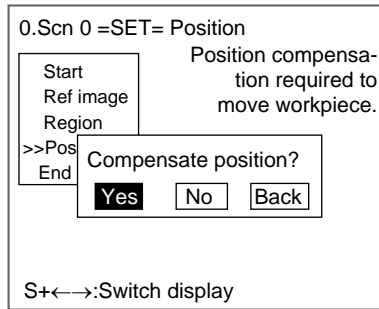 0.Scn 0 =SET= Position
Position compensa-
tion required to
move workpiece.
Start
Ref image
Region
>>Pos
End
Compensate position?
Yes No Back
S+←→:Switch display